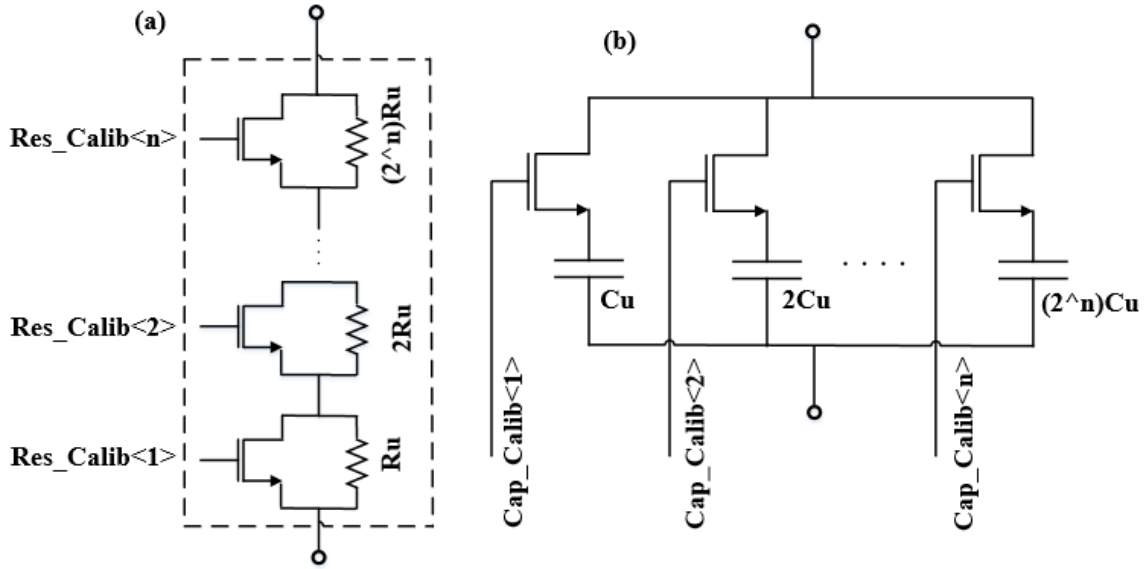 (a)
Res_Calib<n>
(2^n)Ru
Res_Calib<2>
2Ru
Res_Calib<1>
Ru
(b)
Cu
2Cu
. . . .
(2^n)Cu
Cap_Calib<1>
Cap_Calib<2>
Cap_Calib<n>